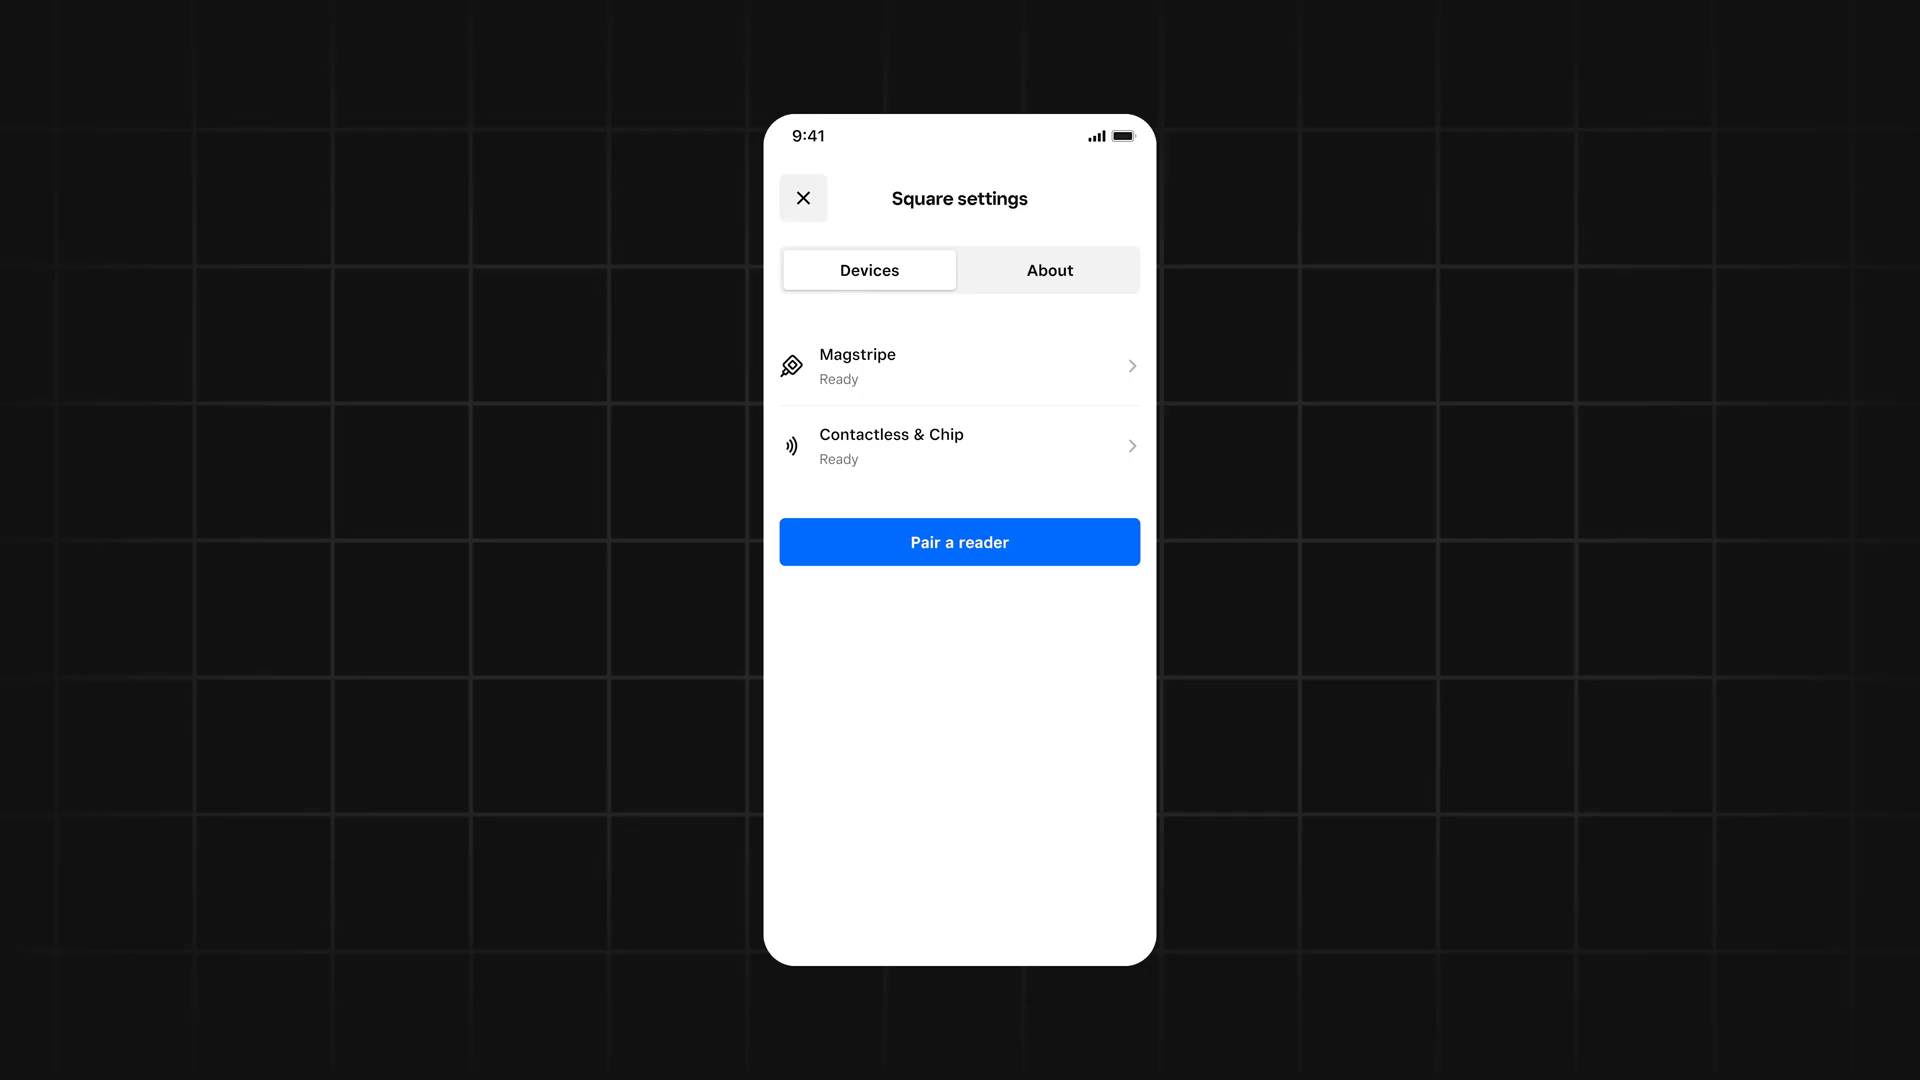 9:41
Square settings
Devices
About
Magstripe
Ready
Contactless & Chip
Ready
Pair a reader